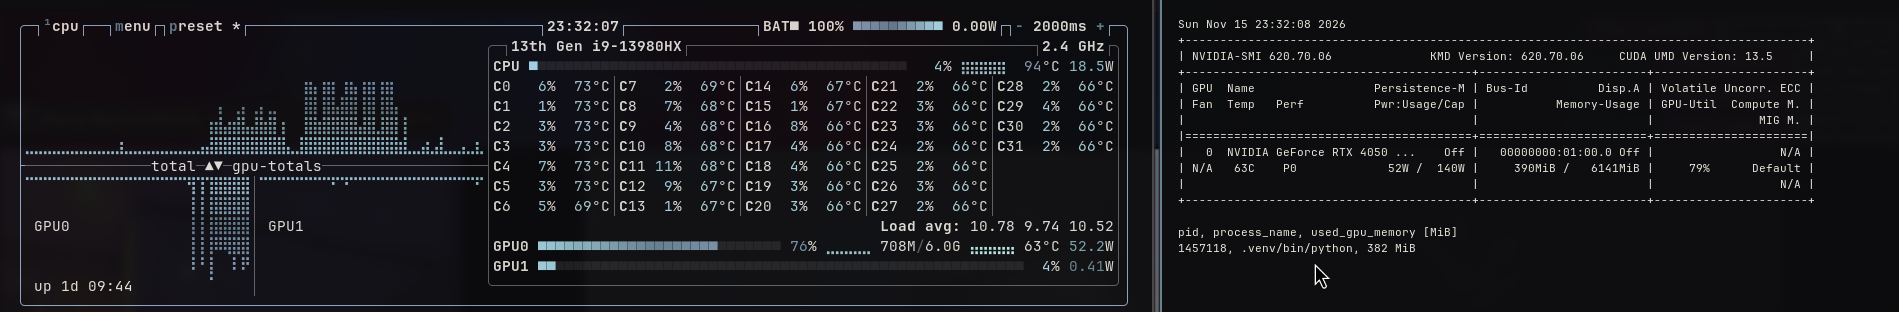 ¹cpu menu preset * 23:32:07 BAT■ 100% 0.00W - 2000ms +
13th Gen i9-13980HX 2.4 GHz
CPU 4% 94°C 18.5W
C0 6% 73°C C7 2% 69°C C14 6% 67°C C21 2% 66°C C28 2% 66°C
C1 1% 73°C C8 7% 68°C C15 1% 67°C C22 3% 66°C C29 4% 66°C
C2 3% 73°C C9 4% 68°C C16 8% 66°C C23 3% 66°C C30 2% 66°C
C3 3% 73°C C10 8% 68°C C17 4% 66°C C24 2% 66°C C31 2% 66°C
C4 7% 73°C C11 11% 68°C C18 4% 66°C C25 2% 66°C
C5 3% 73°C C12 9% 67°C C19 3% 66°C C26 3% 66°C
C6 5% 69°C C13 1% 67°C C20 3% 66°C C27 2% 66°C
Load avg: 10.78 9.74 10.52
GPU0 76% 708M/6.0G 63°C 52.2W
GPU1 4% 0.41W
total ▲▼ gpu-totals
GPU0 GPU1
up 1d 09:44
Sun Nov 15 23:32:08 2026
+-----------------------------------------------------------------------------------------+
| NVIDIA-SMI 620.70.06 KMD Version: 620.70.06 CUDA UMD Version: 13.5 |
+-----------------------------------------+------------------------+----------------------+
| GPU Name Persistence-M | Bus-Id Disp.A | Volatile Uncorr. ECC |
| Fan Temp Perf Pwr:Usage/Cap | Memory-Usage | GPU-Util Compute M. |
| | | MIG M. |
|=========================================+========================+======================|
| 0 NVIDIA GeForce RTX 4050 ... Off | 00000000:01:00.0 Off | N/A |
| N/A 63C P0 52W / 140W | 390MiB / 6141MiB | 79% Default |
| | | N/A |
+-----------------------------------------+------------------------+----------------------+
pid, process_name, used_gpu_memory [MiB]
1457118, .venv/bin/python, 382 MiB